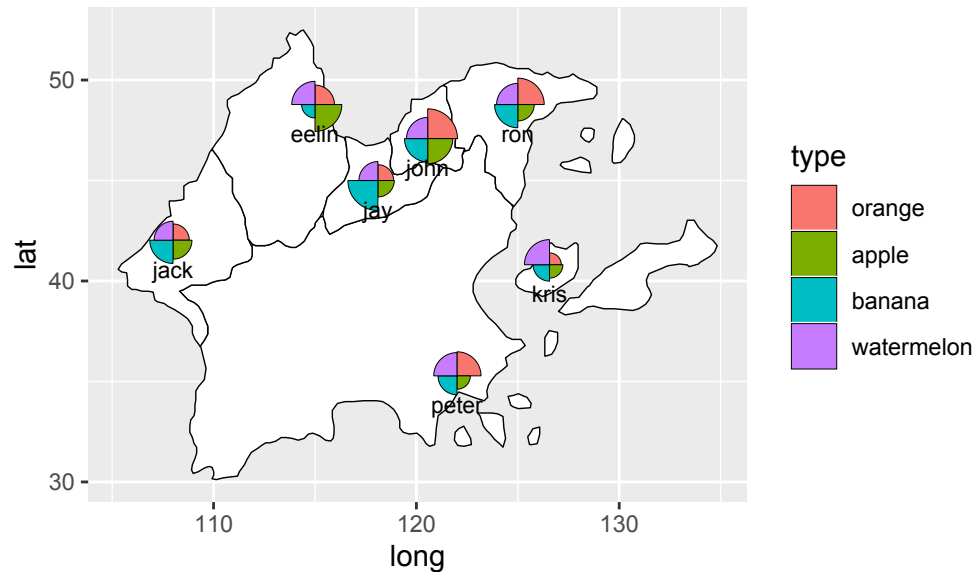 50
40
30
lat
110
120
130
long
eelin
ron
john
jay
jack
kris
peter
type
orange
apple
banana
watermelon